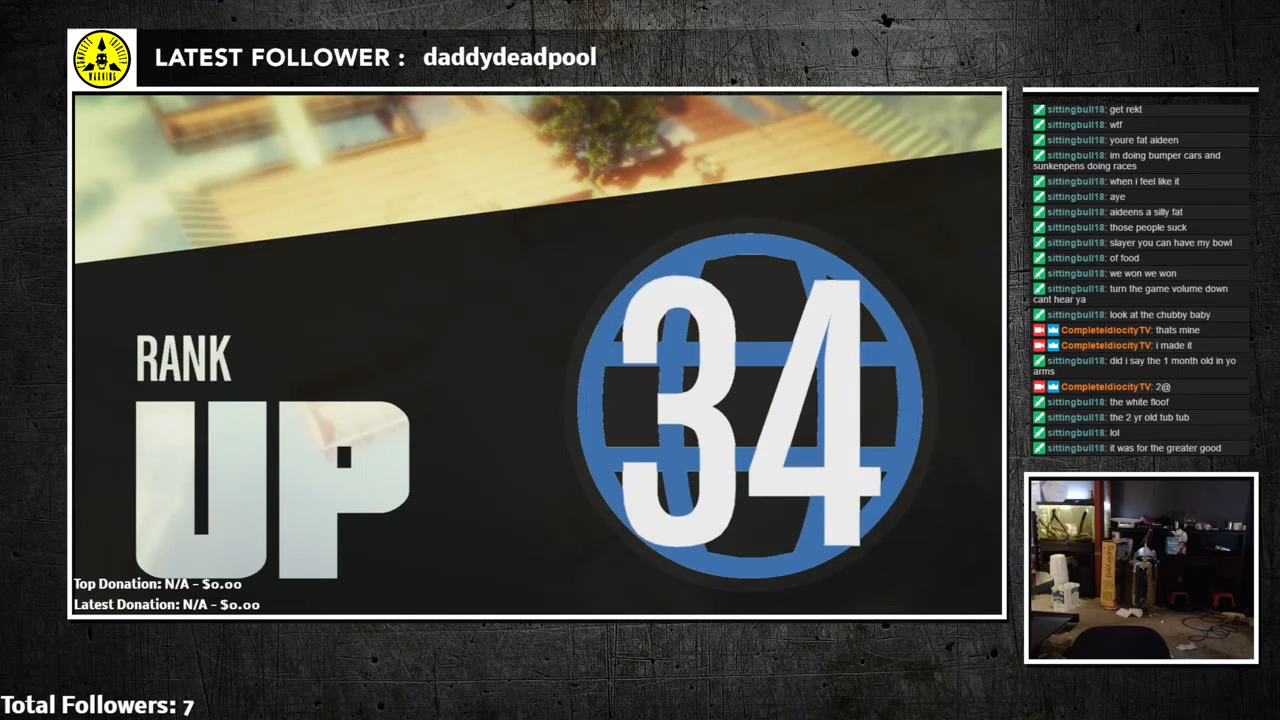 COMPLETE IDIOCITY
WARNING
LATEST FOLLOWER : daddydeadpool
RANK
UP
34
Top Donation: N/A - $0.00
Latest Donation: N/A - $0.00
Total Followers: 7
sittingbull18: get rekt
sittingbull18: wtf
sittingbull18: youre fat aideen
sittingbull18: im doing bumper cars and
sunkenpens doing races
sittingbull18: when i feel like it
sittingbull18: aye
sittingbull18: aideens a silly fat
sittingbull18: those people suck
sittingbull18: slayer you can have my bowl
sittingbull18: of food
sittingbull18: we won we won
sittingbull18: turn the game volume down
cant hear ya
sittingbull18: look at the chubby baby
CompleteIdiocityTV: thats mine
CompleteIdiocityTV: i made it
sittingbull18: did i say the 1 month old in yo
arms
CompleteIdiocityTV: 2@
sittingbull18: the white floof
sittingbull18: the 2 yr old tub tub
sittingbull18: lol
sittingbull18: it was for the greater good